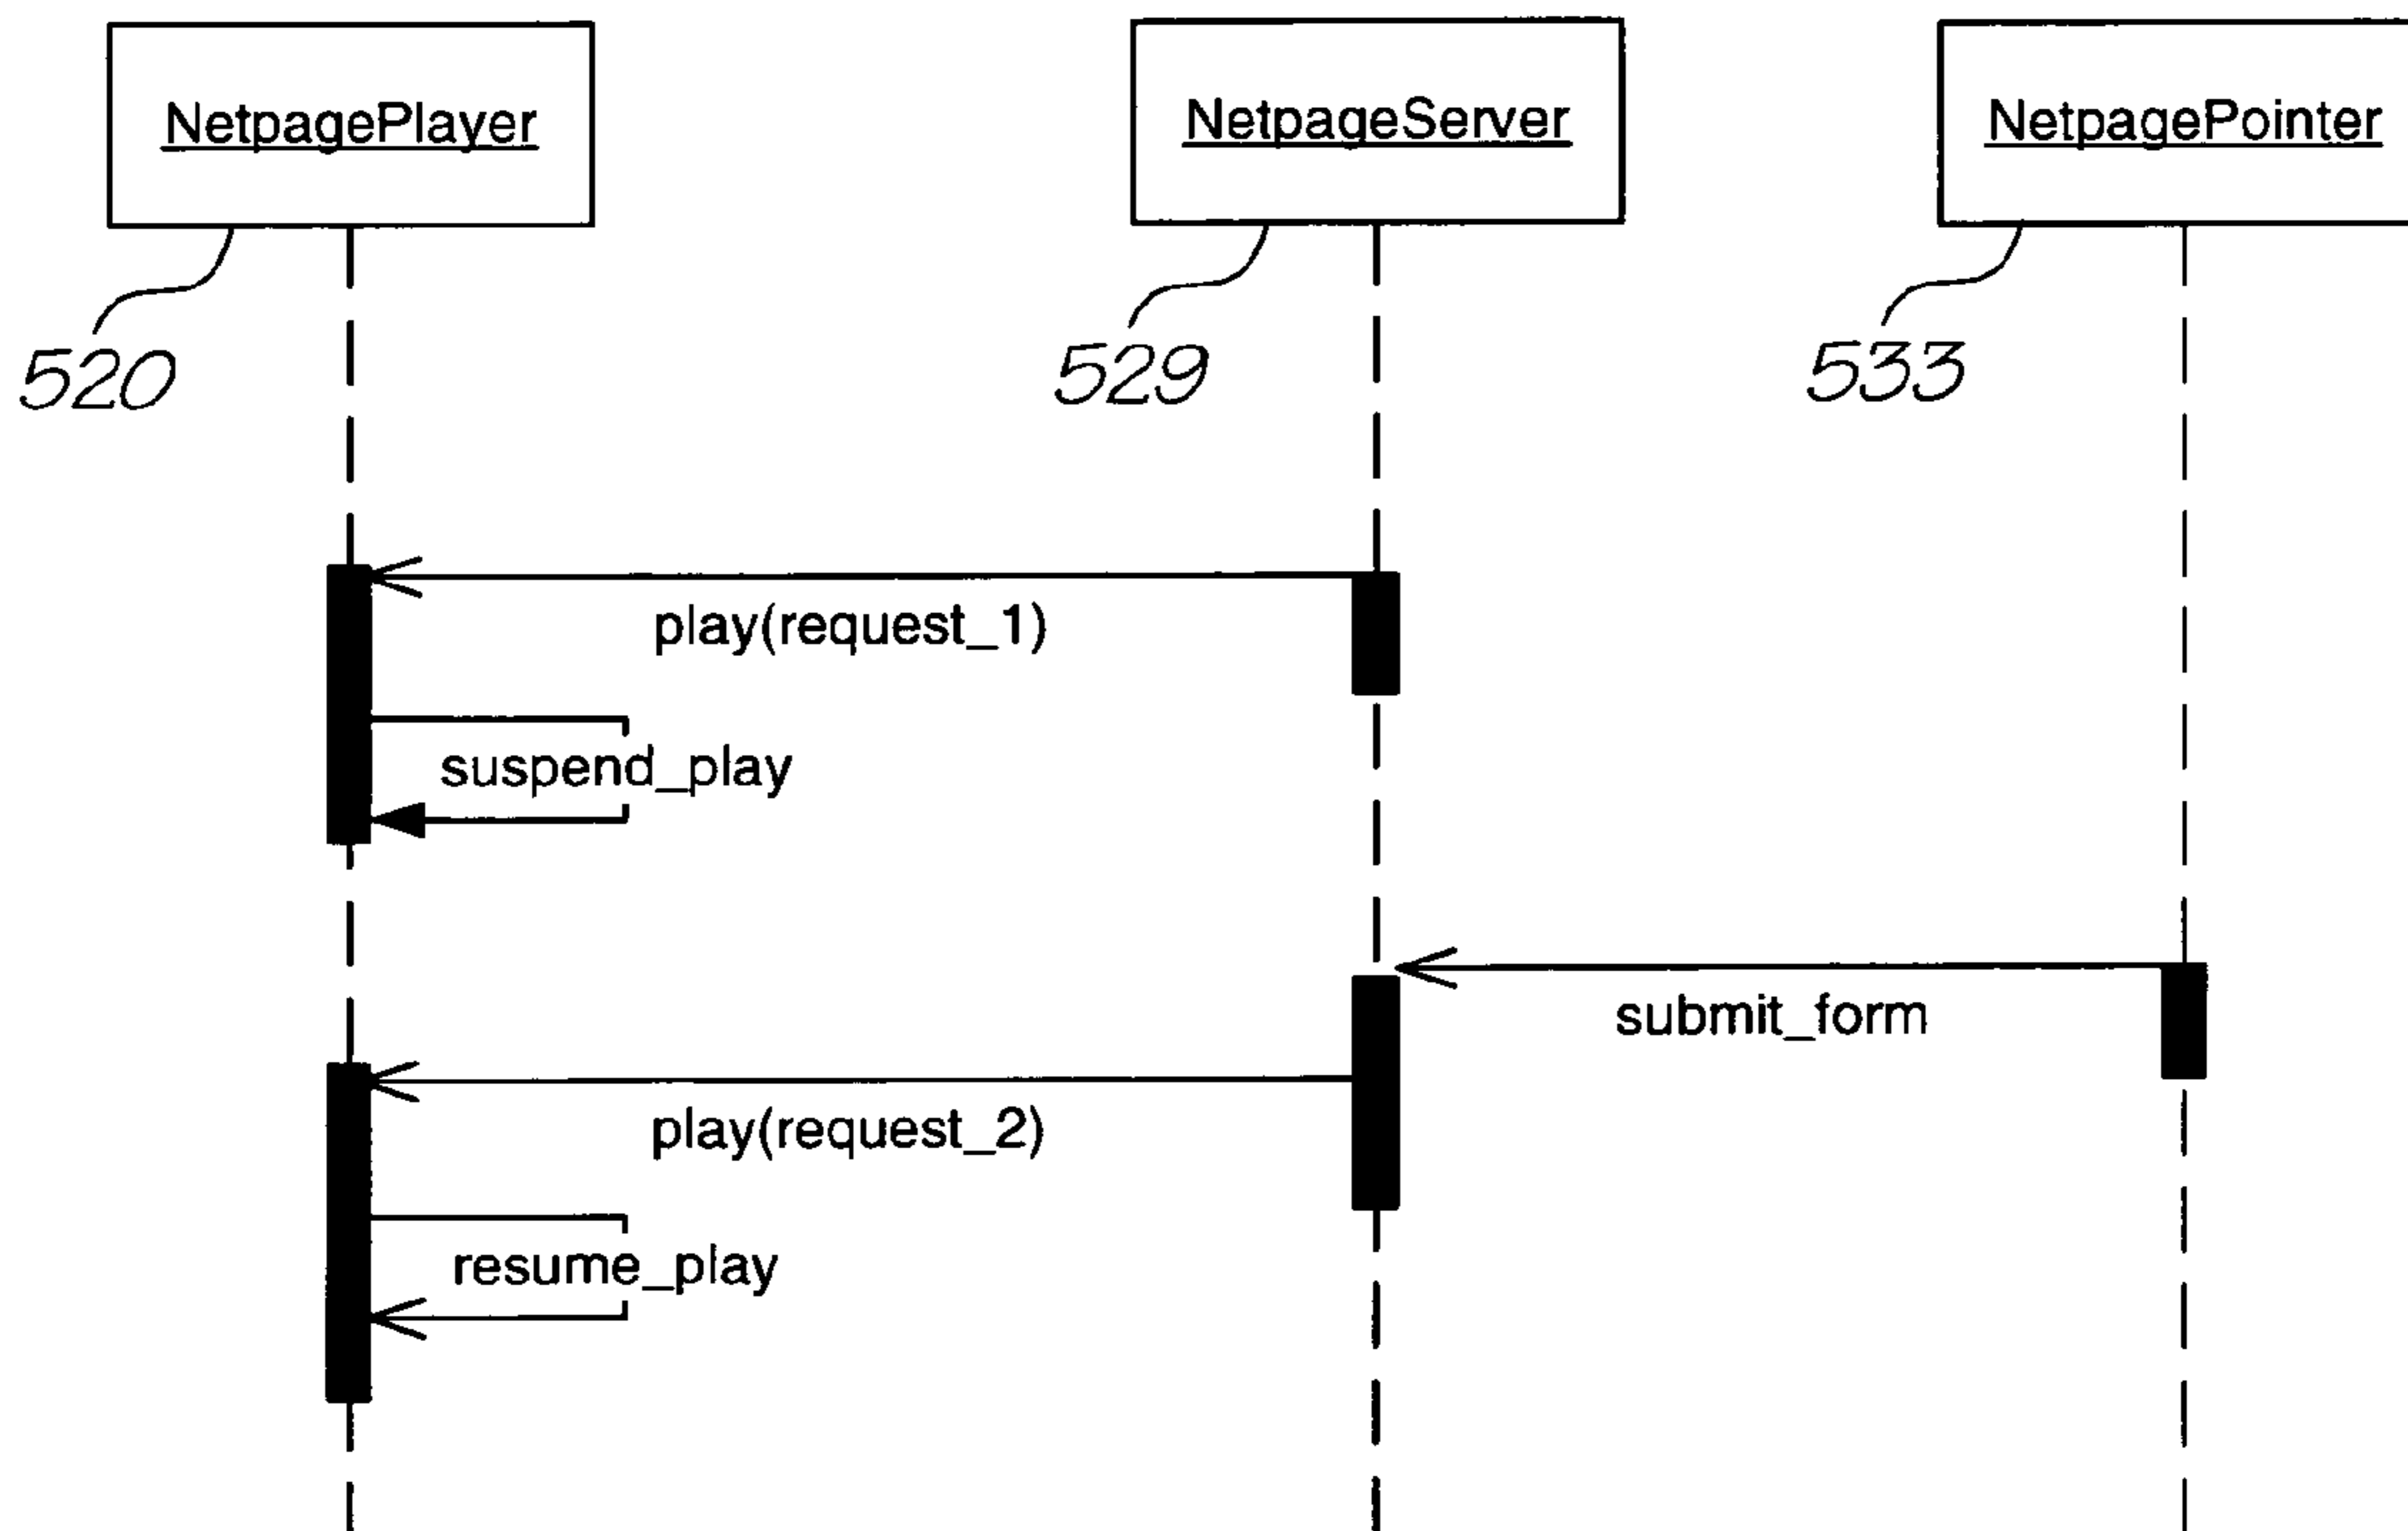 NetpagePlayer
NetpageServer
NetpagePointer
520
529
533
play(request_1)
suspend_play
submit_form
play(request_2)
resume_play